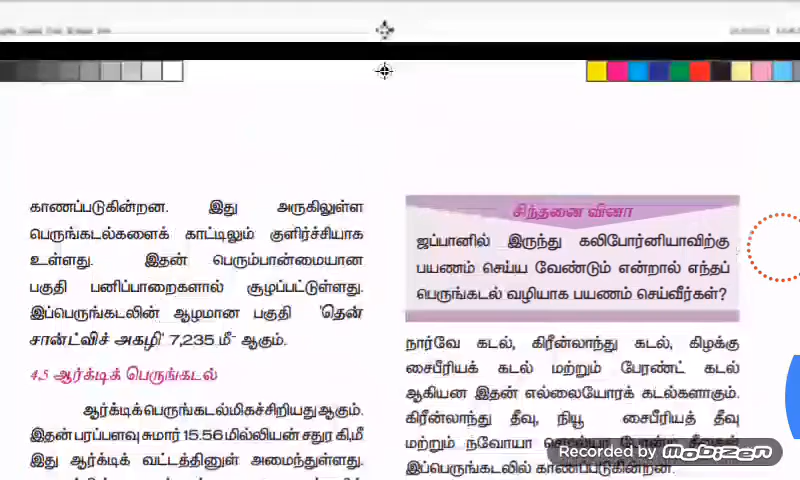 காணப்படுகின்றன. இது அருகிலுள்ள
பெருங்கடல்களைக் காட்டிலும் குளிர்ச்சியாக
உள்ளது. இதன் பெரும்பான்மையான
பகுதி பனிப்பாறைகளால் சூழப்பட்டுள்ளது.
இப்பெருங்கடலின் ஆழமான பகுதி 'தென்
சான்ட்விச் அகழி' 7,235 மீ ஆகும்.
4.5 ஆர்க்டிக் பெருங்கடல்
ஆர்க்டிக் பெருங்கடல் மிகச்சிறியது ஆகும்.
இதன் பரப்பளவு சுமார் 15.56 மில்லியன் சதுர கி.மீ
இது ஆர்க்டிக் வட்டத்தினுள் அமைந்துள்ளது.
சிந்தனை வினா
ஜப்பானில் இருந்து கலிபோர்னியாவிற்கு
பயணம் செய்ய வேண்டும் என்றால் எந்தப்
பெருங்கடல் வழியாக பயணம் செய்வீர்கள்?
நார்வே கடல், கிரீன்லாந்து கடல், கிழக்கு
சைபீரியக் கடல் மற்றும் பேரண்ட் கடல்
ஆகியன இதன் எல்லையோரக் கடல்களாகும்.
கிரீன்லாந்து தீவு, நியூ சைபீரியத் தீவு
மற்றும் நவோயா
இப்பெருங்கடலில் காணப்படுகின்றன.
Recorded by mobizen